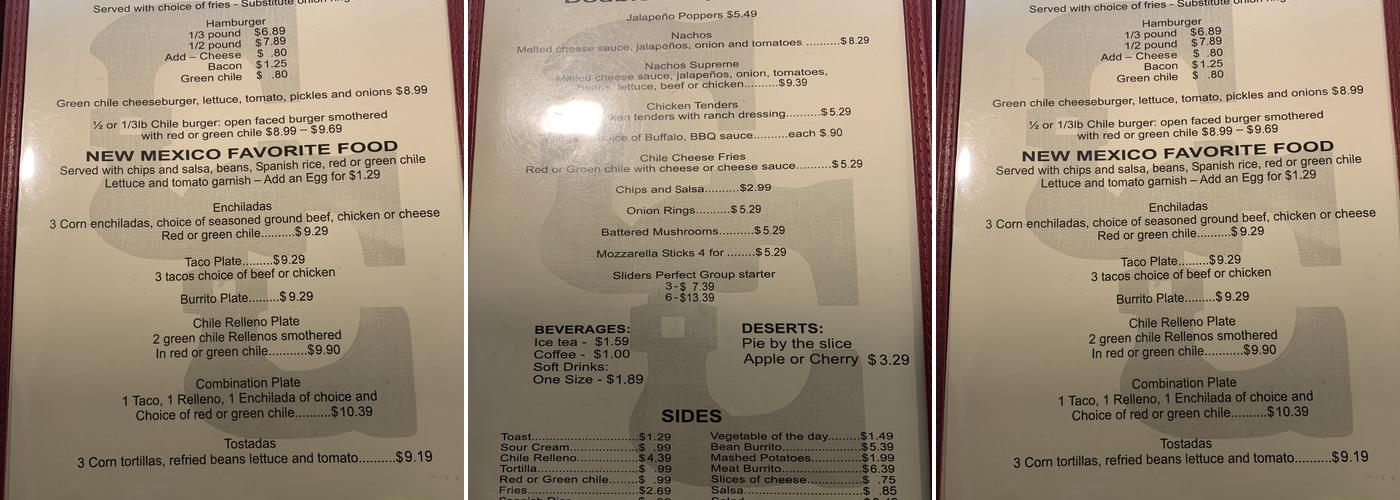 Served with choice of fries - Substitute onion
Hamburger
1/3 pound $6.89
1/2 pound $7.89
Add – Cheese $ .80
Bacon $1.25
Green chile $ .80
Green chile cheeseburger, lettuce, tomato, pickles and onions $8.99
½ or 1/3lb Chile burger: open faced burger smothered
with red or green chile $8.99 – $9.69
NEW MEXICO FAVORITE FOOD
Served with chips and salsa, beans, Spanish rice, red or green chile
Lettuce and tomato garnish – Add an Egg for $1.29
Enchiladas
3 Corn enchiladas, choice of seasoned ground beef, chicken or cheese
Red or green chile..........$9.29
Taco Plate.........$9.29
3 tacos choice of beef or chicken
Burrito Plate.........$9.29
Chile Relleno Plate
2 green chile Rellenos smothered
In red or green chile...........$9.90
Combination Plate
1 Taco, 1 Relleno, 1 Enchilada of choice and
Choice of red or green chile..........$10.39
Tostadas
3 Corn tortillas, refried beans lettuce and tomato..........$9.19
Jalapeño Poppers $5.49
Nachos
Melted cheese sauce, jalapeños, onion and tomatoes ..........$8.29
Nachos Supreme
Melted cheese sauce, jalapeños, onion, tomatoes,
Beans, lettuce, beef or chicken..........$9.39
Chicken Tenders
tenders with ranch dressing.........$5.29
of Buffalo, BBQ sauce..........each $.90
Chile Cheese Fries
Red or Green chile with cheese or cheese sauce..........$5.29
Chips and Salsa..........$2.99
Onion Rings.........$5.29
Battered Mushrooms.........$5.29
Mozzarella Sticks 4 for ........$5.29
Sliders Perfect Group starter
3-$ 7.39
6-$13.39
BEVERAGES:
Ice tea - $1.59
Coffee - $1.00
Soft Drinks:
One Size - $1.89
DESERTS:
Pie by the slice
Apple or Cherry $3.29
SIDES
Toast..........................$1.29
Sour Cream................$ .99
Chile Relleno..............$4.39
Tortilla.........................$ .99
Red or Green chile......$ .99
Fries............................$2.69
Vegetable of the day........$1.49
Bean Burrito.....................$5.39
Mashed Potatoes.............$1.99
Meat Burrito.....................$6.39
Slices of cheese...............$ .75
Salsa................................$ .85
Served with choice of fries - Substitute onion
Hamburger
1/3 pound $6.89
1/2 pound $7.89
Add – Cheese $ .80
Bacon $1.25
Green chile $ .80
Green chile cheeseburger, lettuce, tomato, pickles and onions $8.99
½ or 1/3lb Chile burger: open faced burger smothered
with red or green chile $8.99 – $9.69
NEW MEXICO FAVORITE FOOD
Served with chips and salsa, beans, Spanish rice, red or green chile
Lettuce and tomato garnish – Add an Egg for $1.29
Enchiladas
3 Corn enchiladas, choice of seasoned ground beef, chicken or cheese
Red or green chile..........$9.29
Taco Plate.........$9.29
3 tacos choice of beef or chicken
Burrito Plate.........$9.29
Chile Relleno Plate
2 green chile Rellenos smothered
In red or green chile...........$9.90
Combination Plate
1 Taco, 1 Relleno, 1 Enchilada of choice and
Choice of red or green chile..........$10.39
Tostadas
3 Corn tortillas, refried beans lettuce and tomato..........$9.19